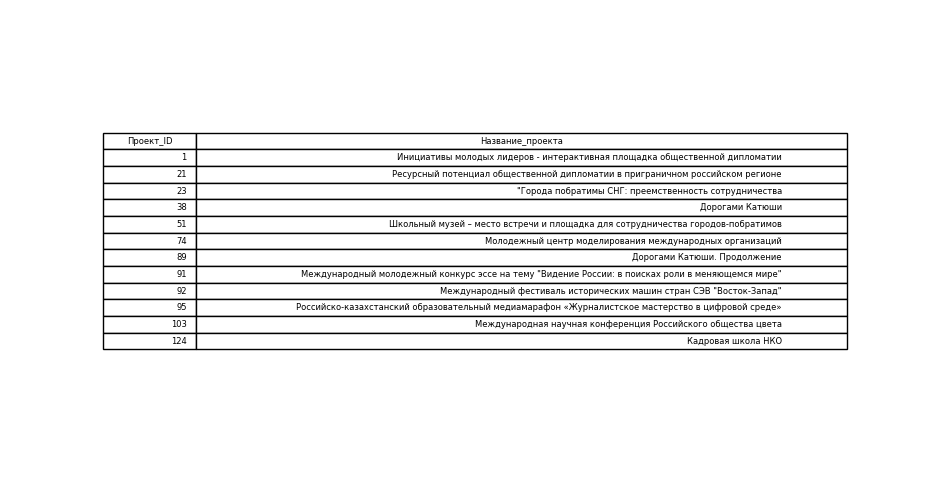 Проект_ID Название_проекта
1 Инициативы молодых лидеров - интерактивная площадка общественной дипломатии
21 Ресурсный потенциал общественной дипломатии в приграничном российском регионе
23 "Города побратимы СНГ: преемственность сотрудничества
38 Дорогами Катюши
51 Школьный музей – место встречи и площадка для сотрудничества городов-побратимов
74 Молодежный центр моделирования международных организаций
89 Дорогами Катюши. Продолжение
91 Международный молодежный конкурс эссе на тему "Видение России: в поисках роли в меняющемся мире"
92 Международный фестиваль исторических машин стран СЭВ "Восток-Запад"
95 Российско-казахстанский образовательный медиамарафон «Журналистское мастерство в цифровой среде»
103 Международная научная конференция Российского общества цвета
124 Кадровая школа НКО